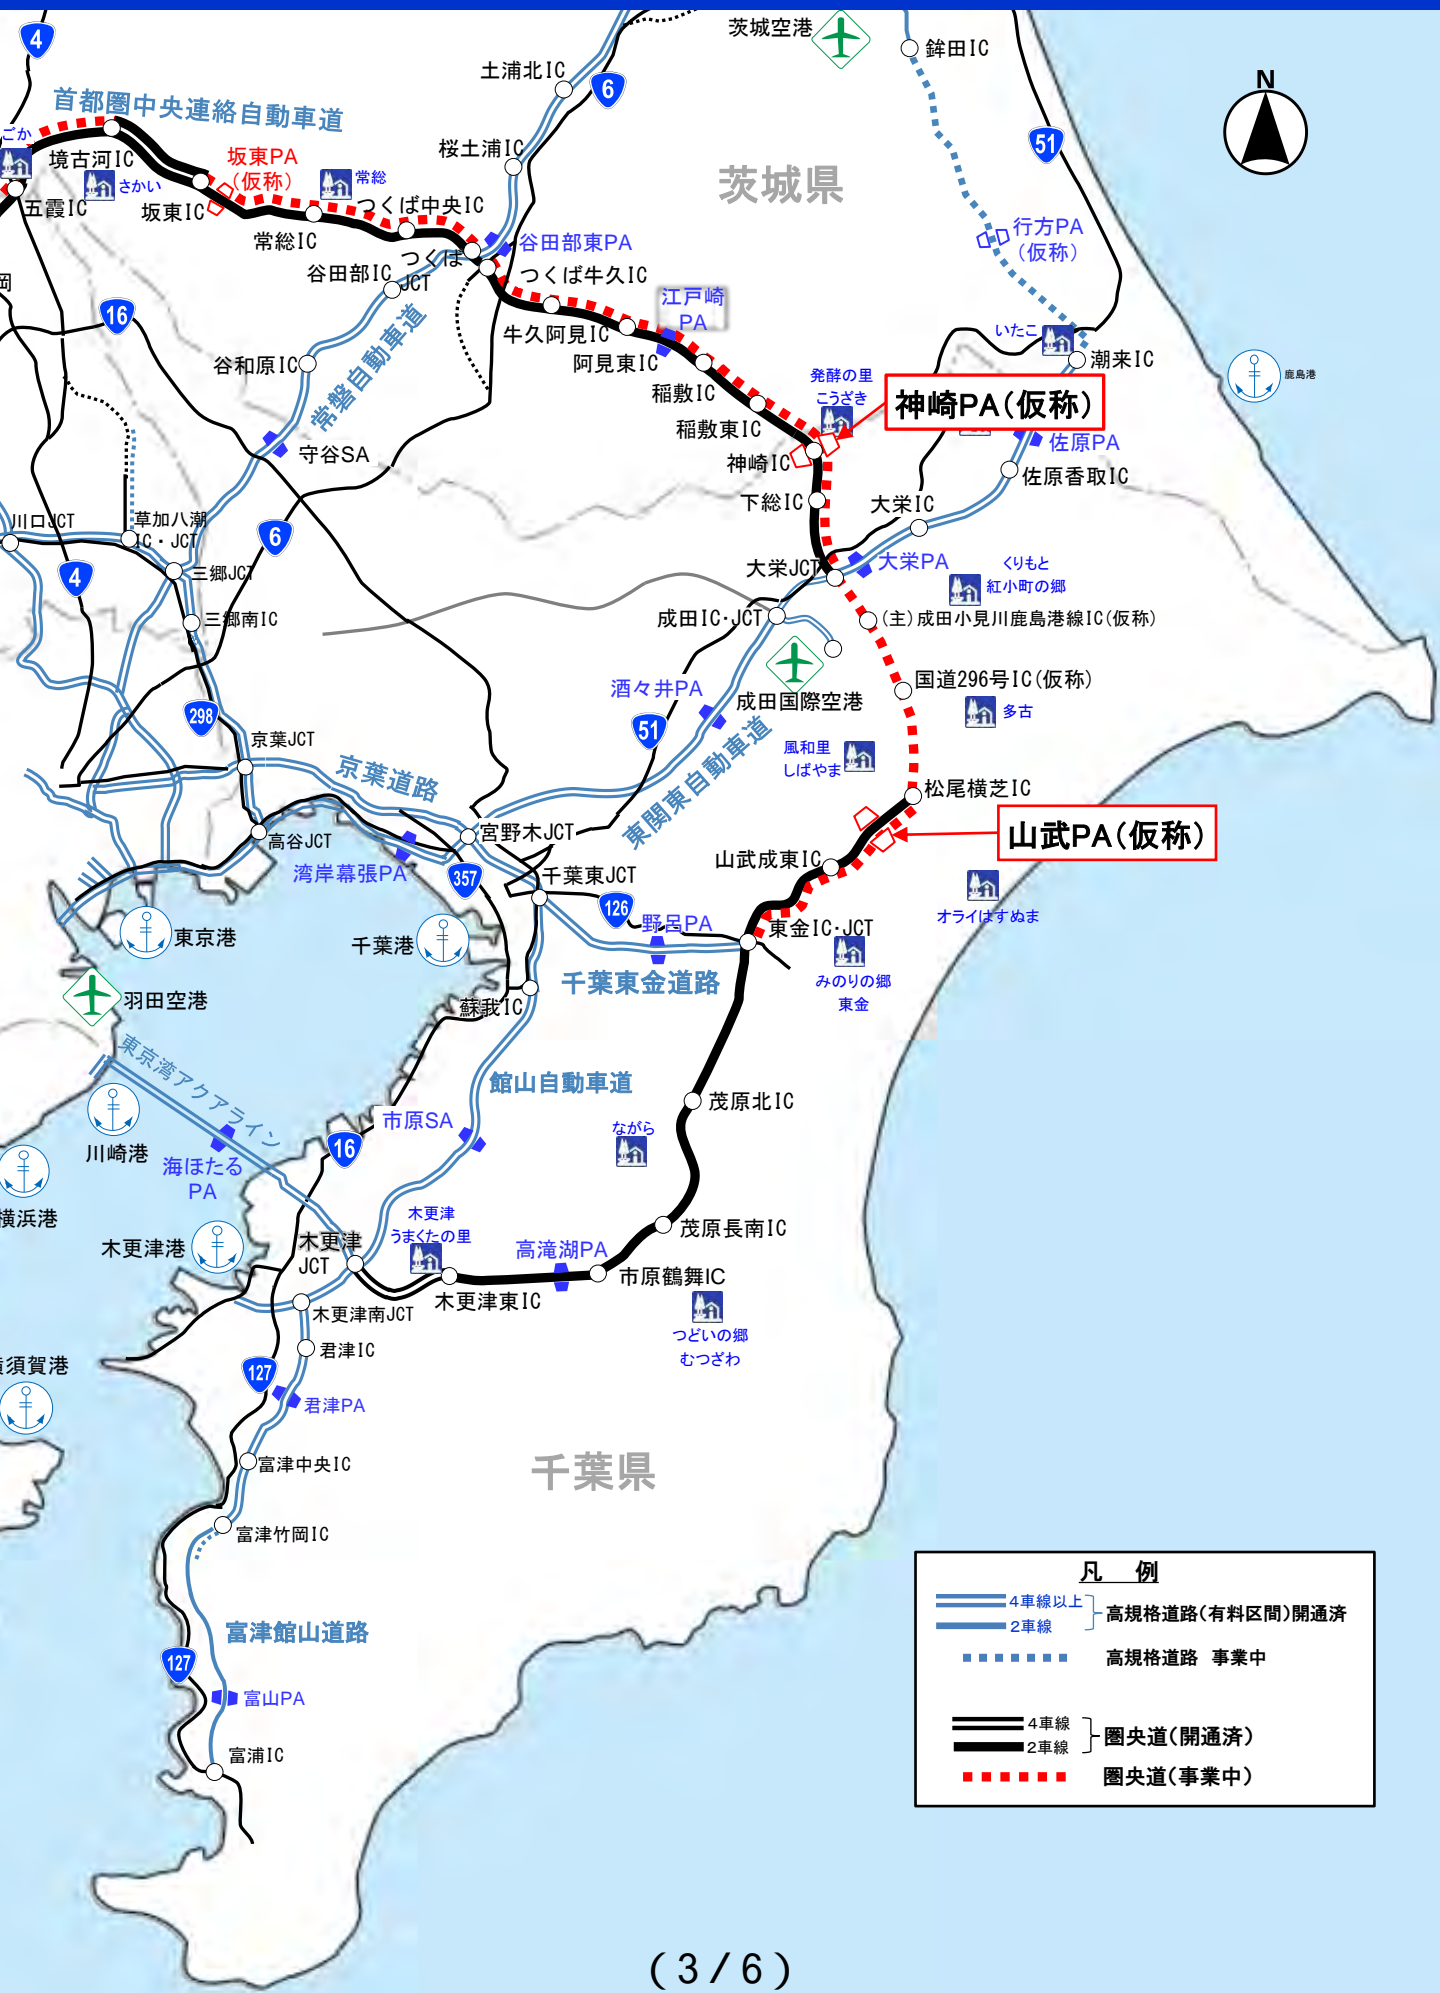 4
茨城空港
鉾田IC
土浦北IC
6
N
首都圏中央連絡自動車道
ごか
境古河IC
坂東PA
(仮称)
桜土浦IC
51
茨城県
さかい
常総
五霞IC
坂東IC
つくば中央IC
常総IC
谷田部東PA
行方PA
(仮称)
つくば
JCT
谷田部IC
つくば牛久IC
岡
16
江戸崎
PA
牛久阿見IC
いたこ
潮来IC
阿見東IC
谷和原IC
常磐自動車道
発酵の里
こうざき
鹿島港
稲敷IC
神崎PA(仮称)
稲敷東IC
佐原PA
守谷SA
神崎IC
佐原香取IC
下総IC
大栄IC
川口JCT
草加八潮
IC・JCT
6
大栄JCT
大栄PA
くりもと
紅小町の郷
4
三郷JCT
三郷南IC
成田IC・JCT
(主)成田小見川鹿島港線IC(仮称)
国道296号IC(仮称)
酒々井PA
成田国際空港
多古
298
51
京葉JCT
風和里
しばやま
東関東自動車道
京葉道路
松尾横芝IC
高谷JCT
宮野木JCT
山武PA(仮称)
湾岸幕張PA
357
山武成東IC
千葉東JCT
オライはすぬま
126
野呂PA
東金IC・JCT
東京港
千葉港
みのりの郷
東金
千葉東金道路
羽田空港
蘇我IC
東京湾アクアライン
館山自動車道
茂原北IC
川崎港
市原SA
16
ながら
海ほたる
PA
横浜港
木更津港
木更津
うまくたの里
茂原長南IC
木更津
JCT
高滝湖PA
市原鶴舞IC
木更津東IC
木更津南JCT
つどいの郷
むつざわ
君津IC
須賀港
127
君津PA
富津中央IC
千葉県
富津竹岡IC
富津館山道路
127
富山PA
富浦IC
凡 例
4車線以上
2車線
高規格道路(有料区間)開通済
高規格道路 事業中
4車線
2車線
圏央道(開通済)
圏央道(事業中)
(3/6)